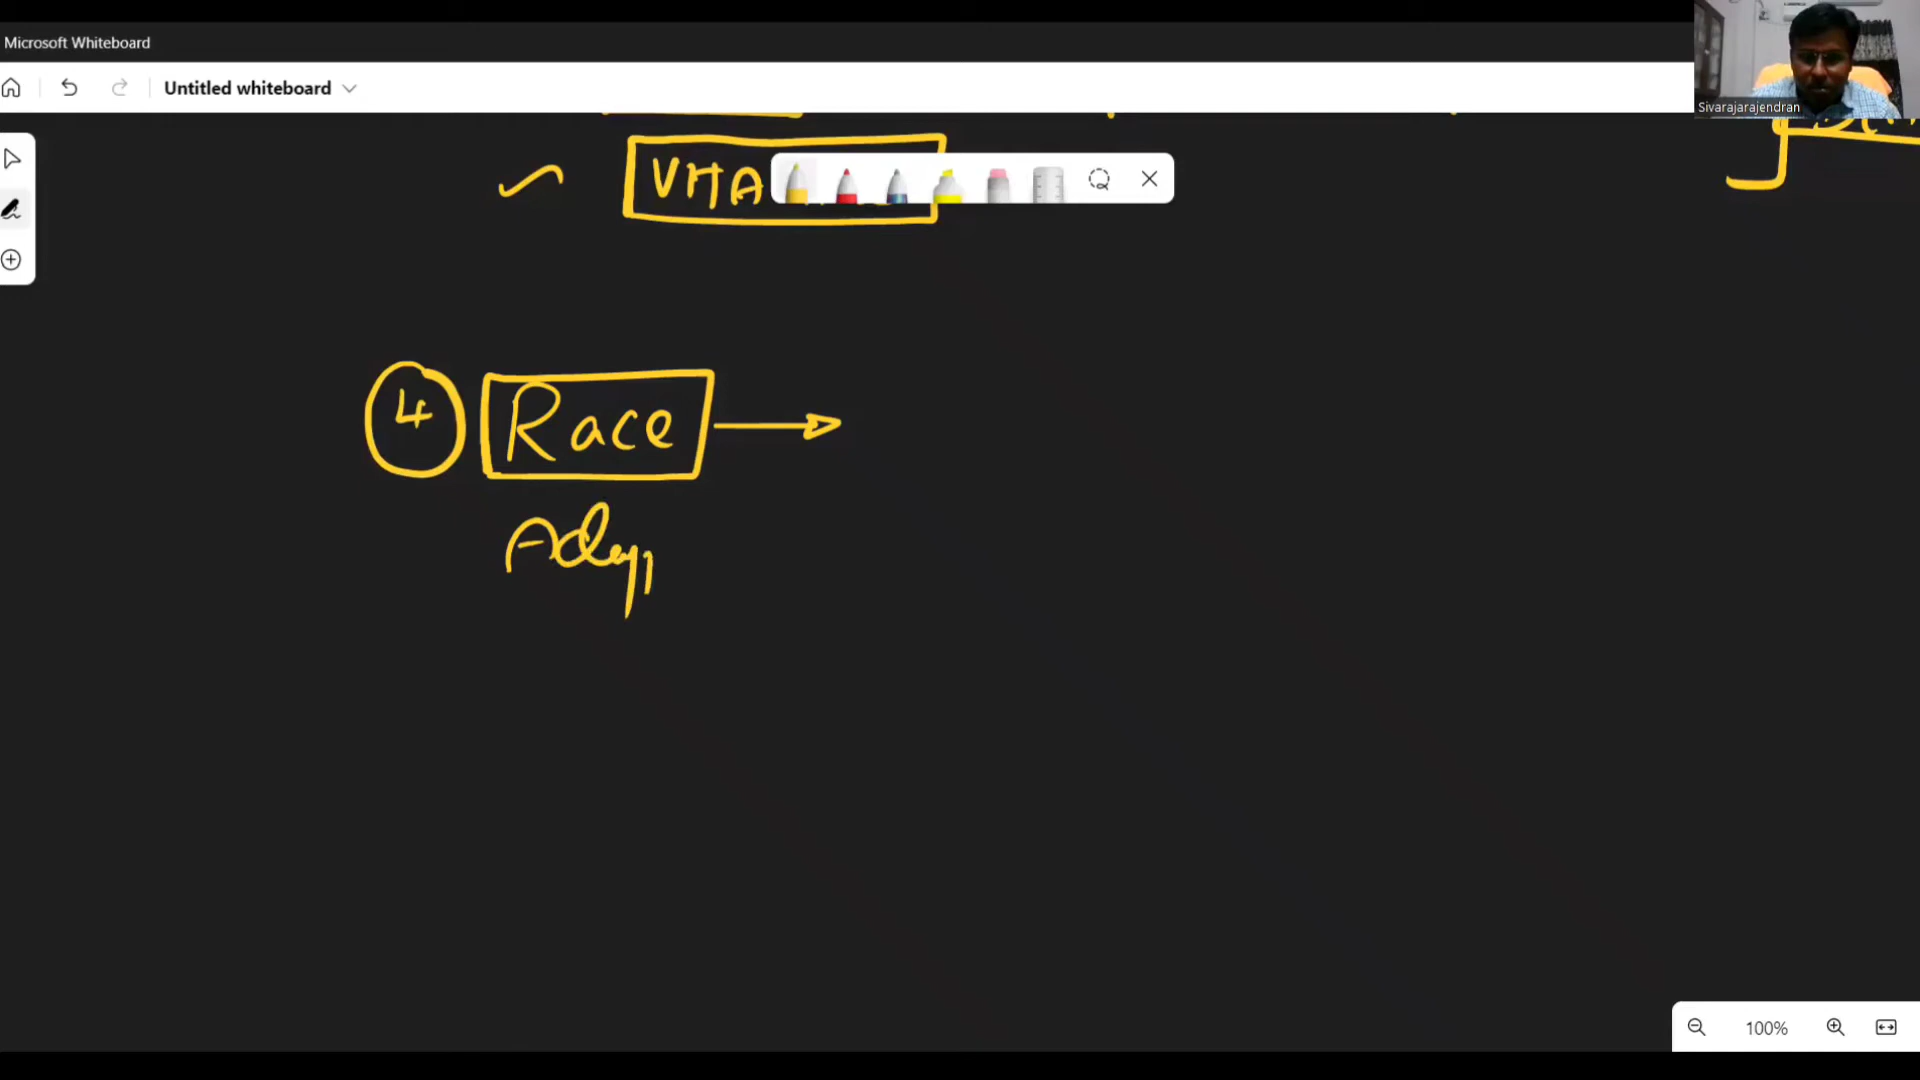 Microsoft Whiteboard
Untitled whiteboard
Sivarajarajendran
VHA
4 Race
100%